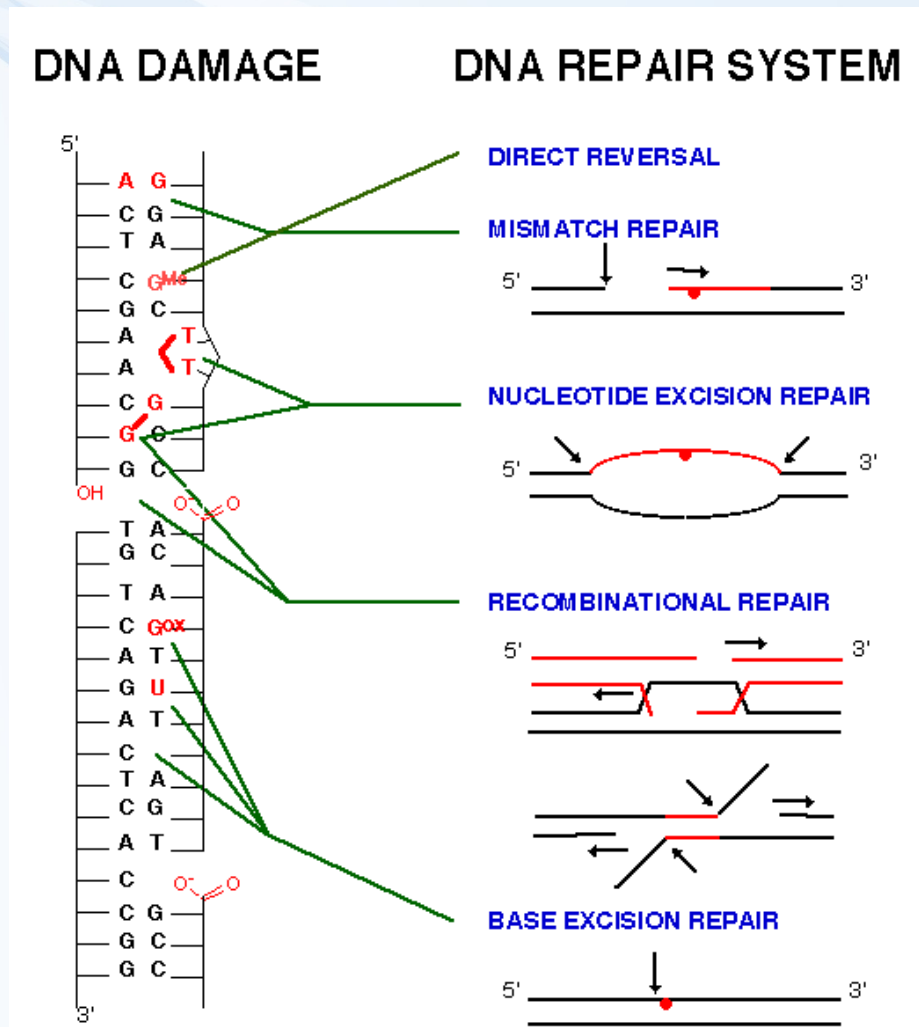 DNA DAMAGE
5'
A G
C G
T A
C GMe
G C
A T
A T
C G
G C
G C
OH
O- O
T A
G C
T A
C Gox
A T
G U
A T
C
T A
C G
A T
C
O- O
C G
G C
G C
3'
DNA REPAIR SYSTEM
DIRECT REVERSAL
MISMATCH REPAIR
5' 3'
NUCLEOTIDE EXCISION REPAIR
5' 3'
RECOMBINATIONAL REPAIR
5' 3'
BASE EXCISION REPAIR
5' 3'